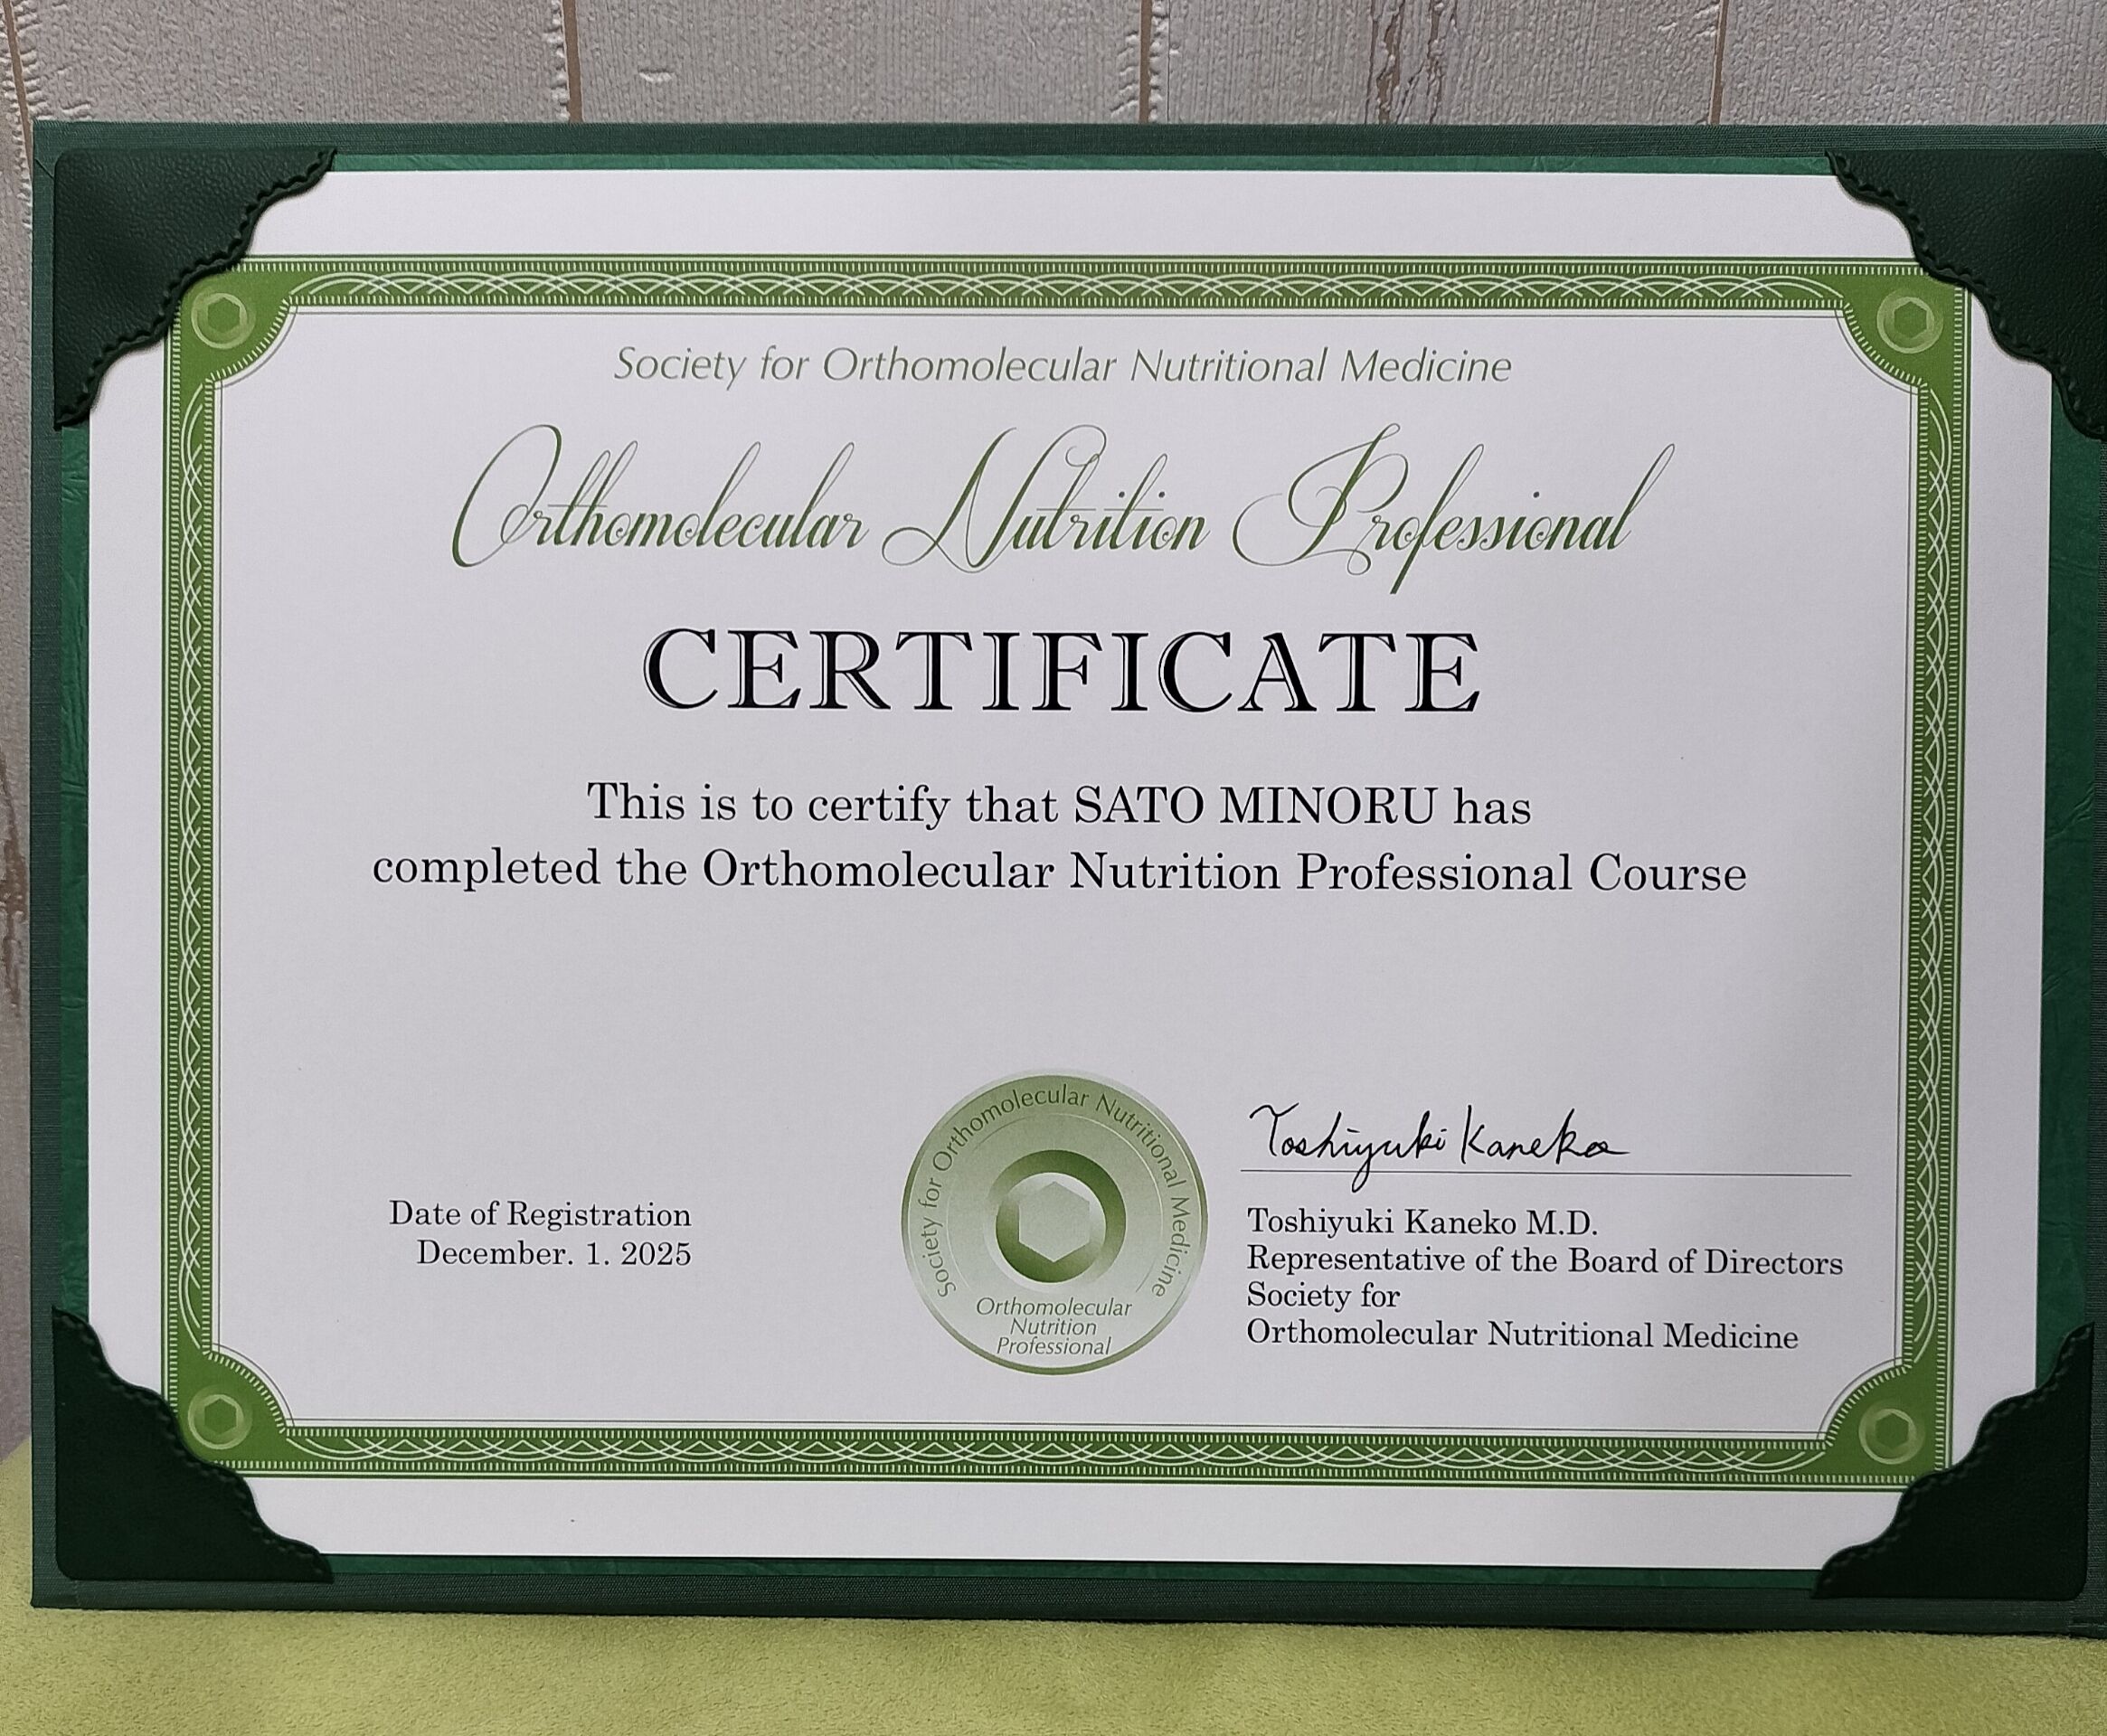 Society for Orthomolecular Nutritional Medicine
Orthomolecular Nutrition Professional
CERTIFICATE
This is to certify that SATO MINORU has
completed the Orthomolecular Nutrition Professional Course
Date of Registration
December. 1. 2025
Society for Orthomolecular Nutritional Medicine
Orthomolecular
Nutrition
Professional
Toshiyuki Kaneko
Toshiyuki Kaneko M.D.
Representative of the Board of Directors
Society for
Orthomolecular Nutritional Medicine